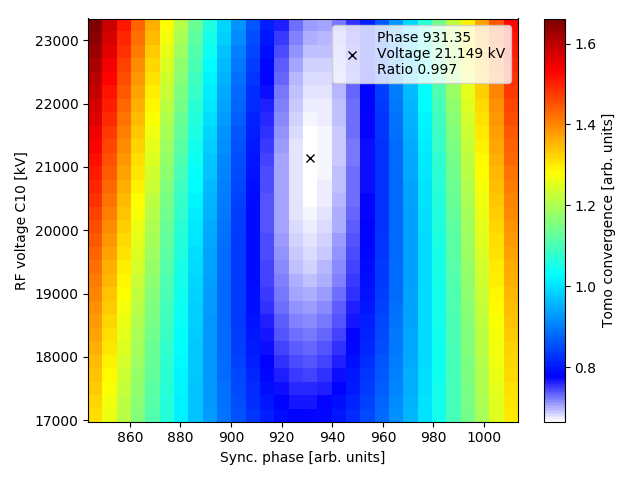 Phase 931.35
Voltage 21.149 kV
Ratio 0.997
23000
22000
21000
20000
19000
18000
17000
RF voltage C10 [kV]
860 880 900 920 940 960 980 1000
Sync. phase [arb. units]
1.6
1.4
1.2
1.0
0.8
Tomo convergence [arb. units]